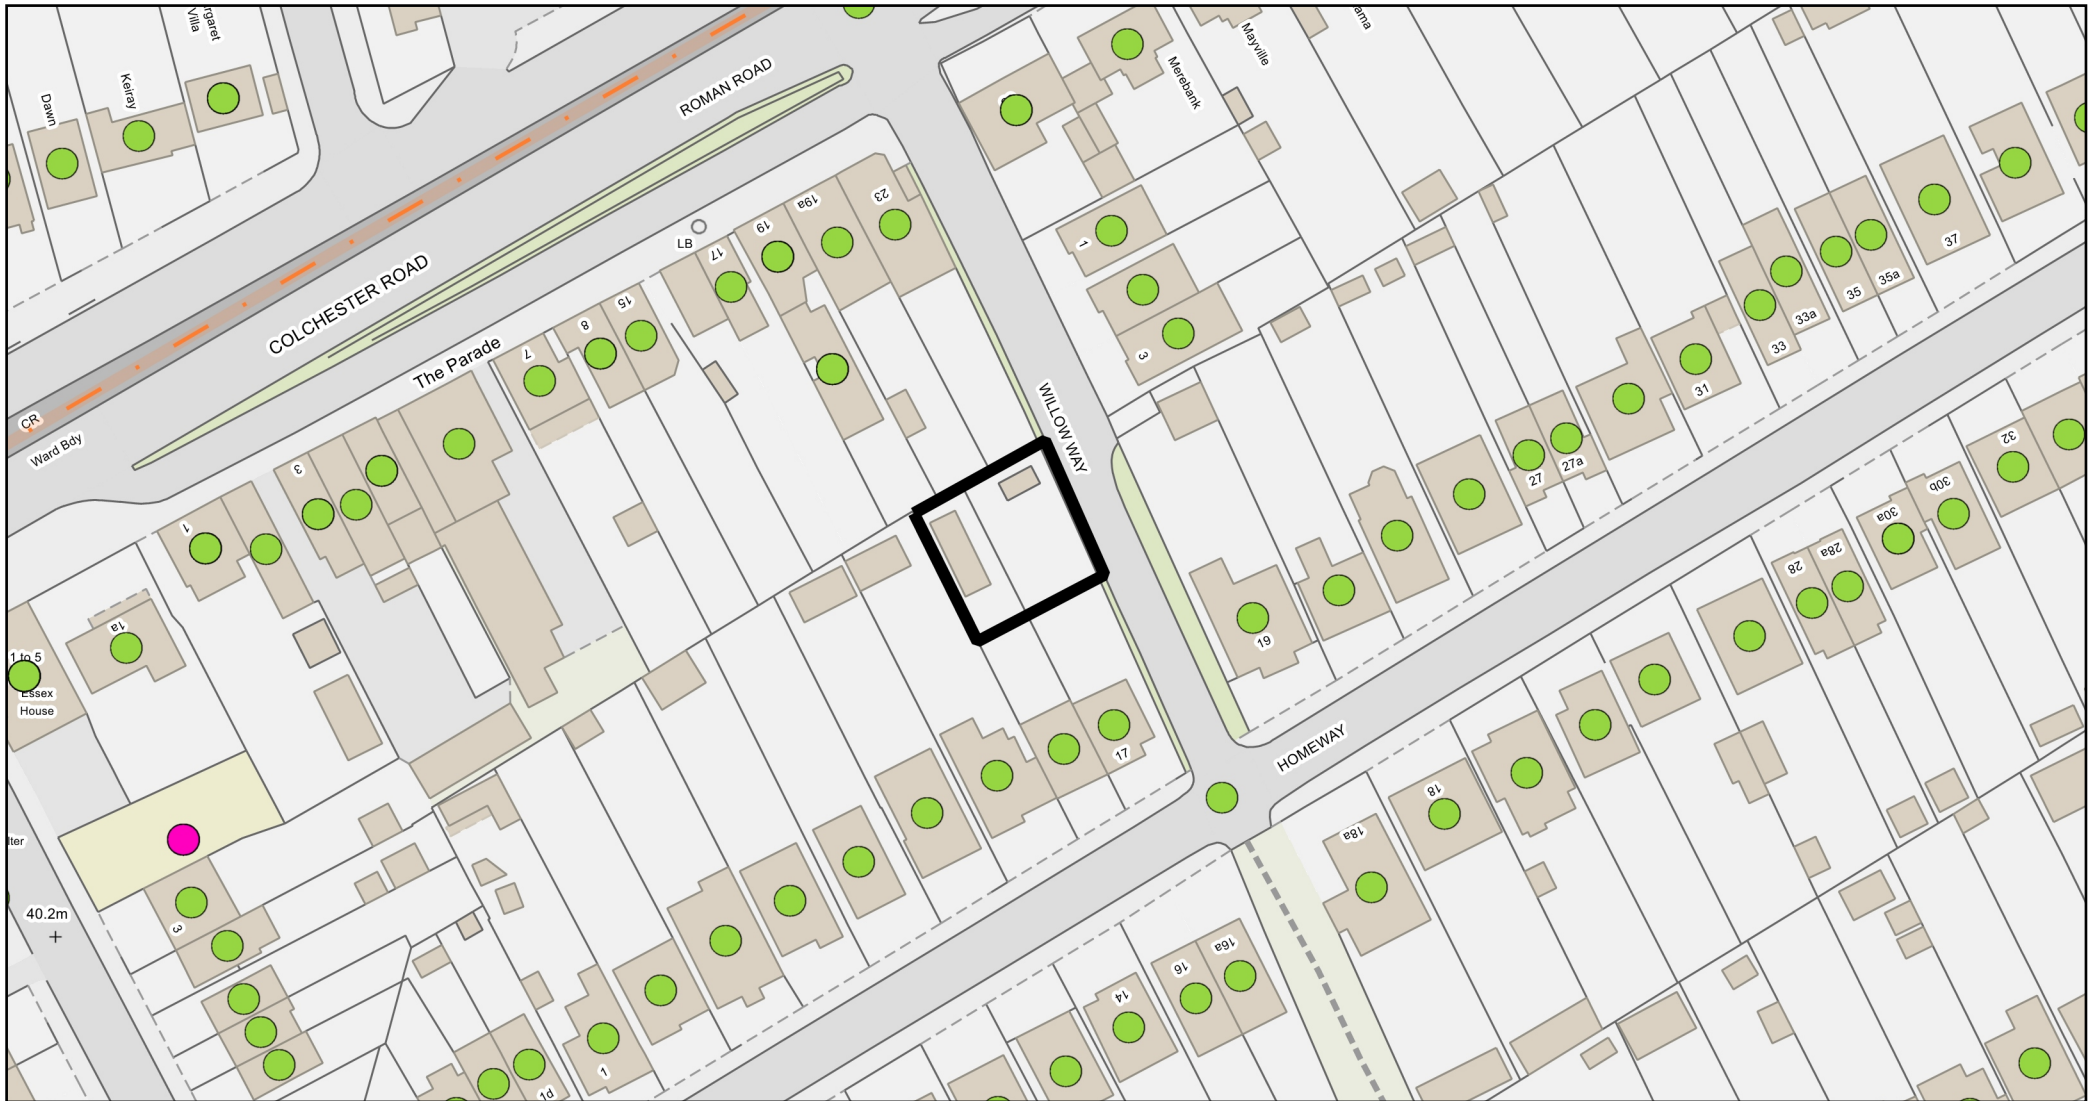 Villa
Dawn
Keiray
ROMAN ROAD
Merebank
Mayville
COLCHESTER ROAD
The Parade
LB
CR
Ward Bdy
WILLOW WAY
HOMEWAY
1
3
7
8
15
17
19
19a
23
1
3
37
35a
35
33a
33
31
27a
27
19
17
1a
1 to 5
Essex
House
32
30b
30a
28a
28
18
18a
16a
16
14
3
40.2m
1d
1